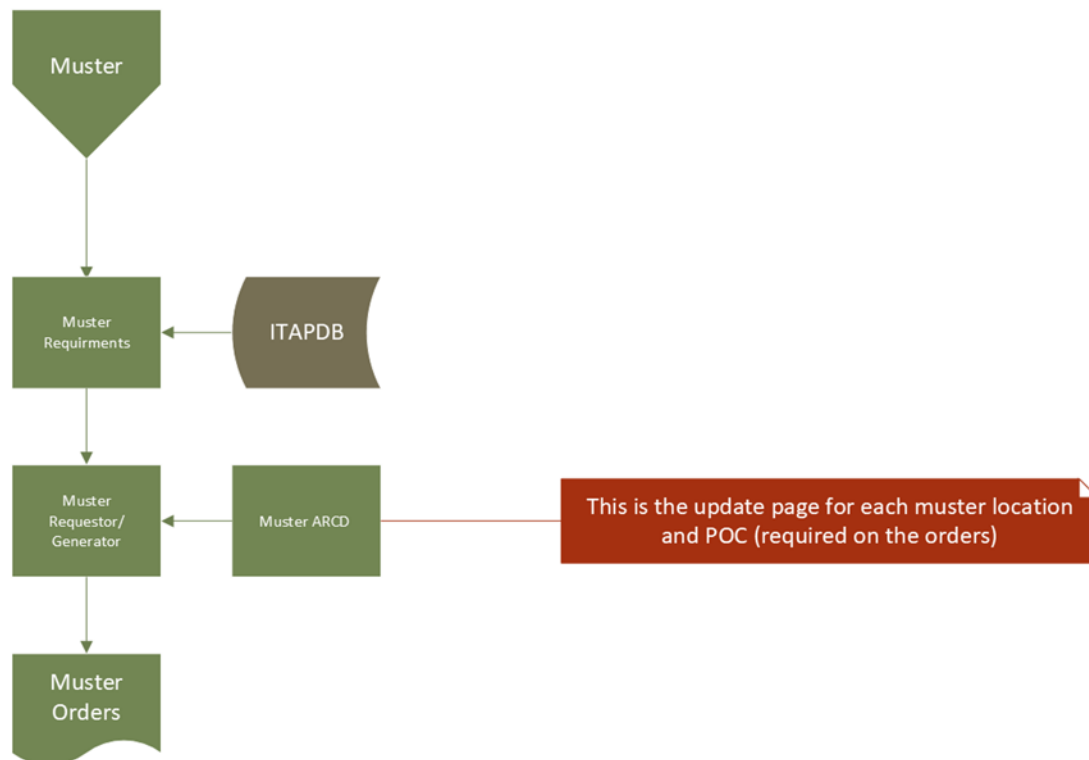 Muster
Muster
Requirments
ITAPDB
Muster
Requestor/
Generator
Muster ARCD
This is the update page for each muster location
and POC (required on the orders)
Muster
Orders